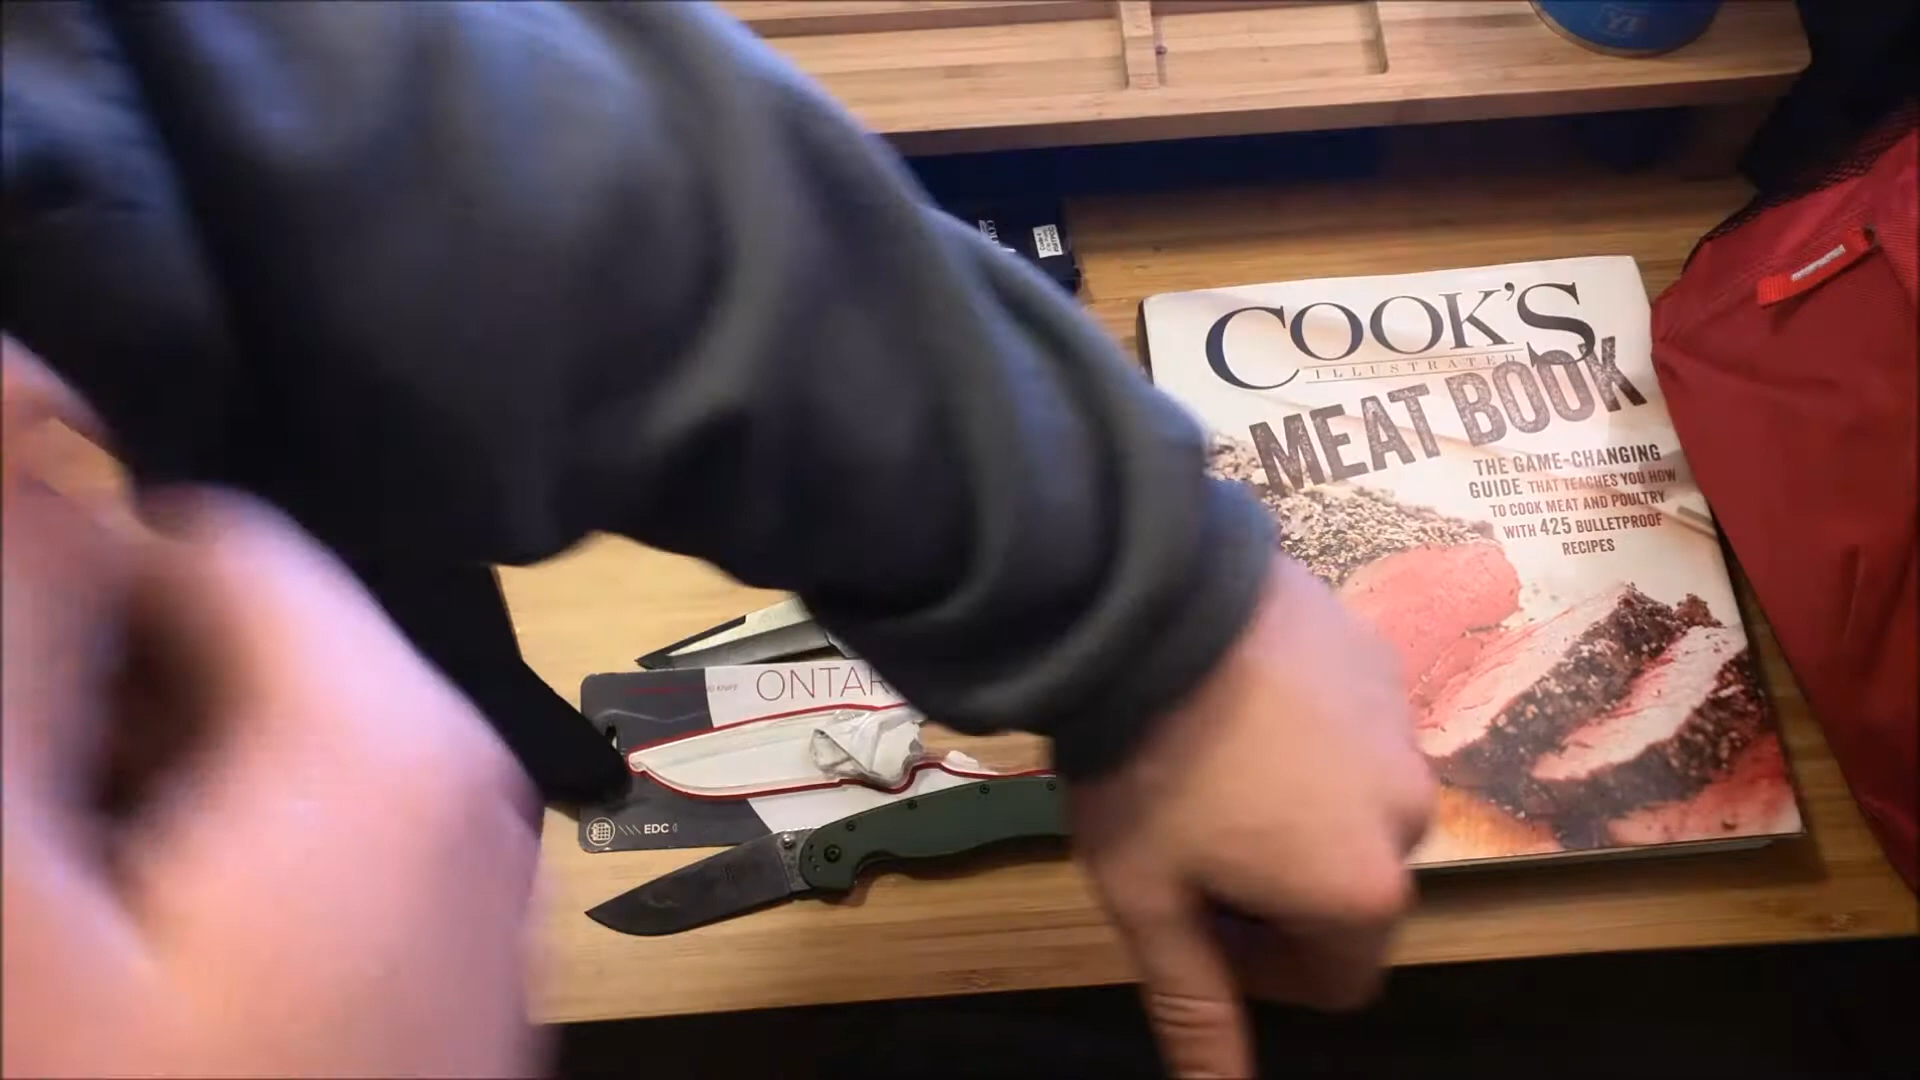 COOK'S
ILLUSTRATED
MEAT BOOK
THE GAME-CHANGING
GUIDE THAT TEACHES YOU HOW
TO COOK MEAT AND POULTRY
WITH 425 BULLETPROOF
RECIPES
KNIFE
ONTAR
EDC